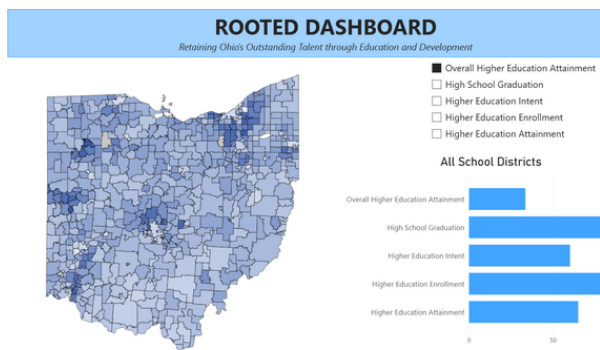 ROOTED DASHBOARD
Retaining Ohio's Outstanding Talent through Education and Development
Overall Higher Education Attainment
High School Graduation
Higher Education Intent
Higher Education Enrollment
Higher Education Attainment
All School Districts
Overall Higher Education Attainment
High School Graduation
Higher Education Intent
Higher Education Enrollment
Higher Education Attainment
0 50